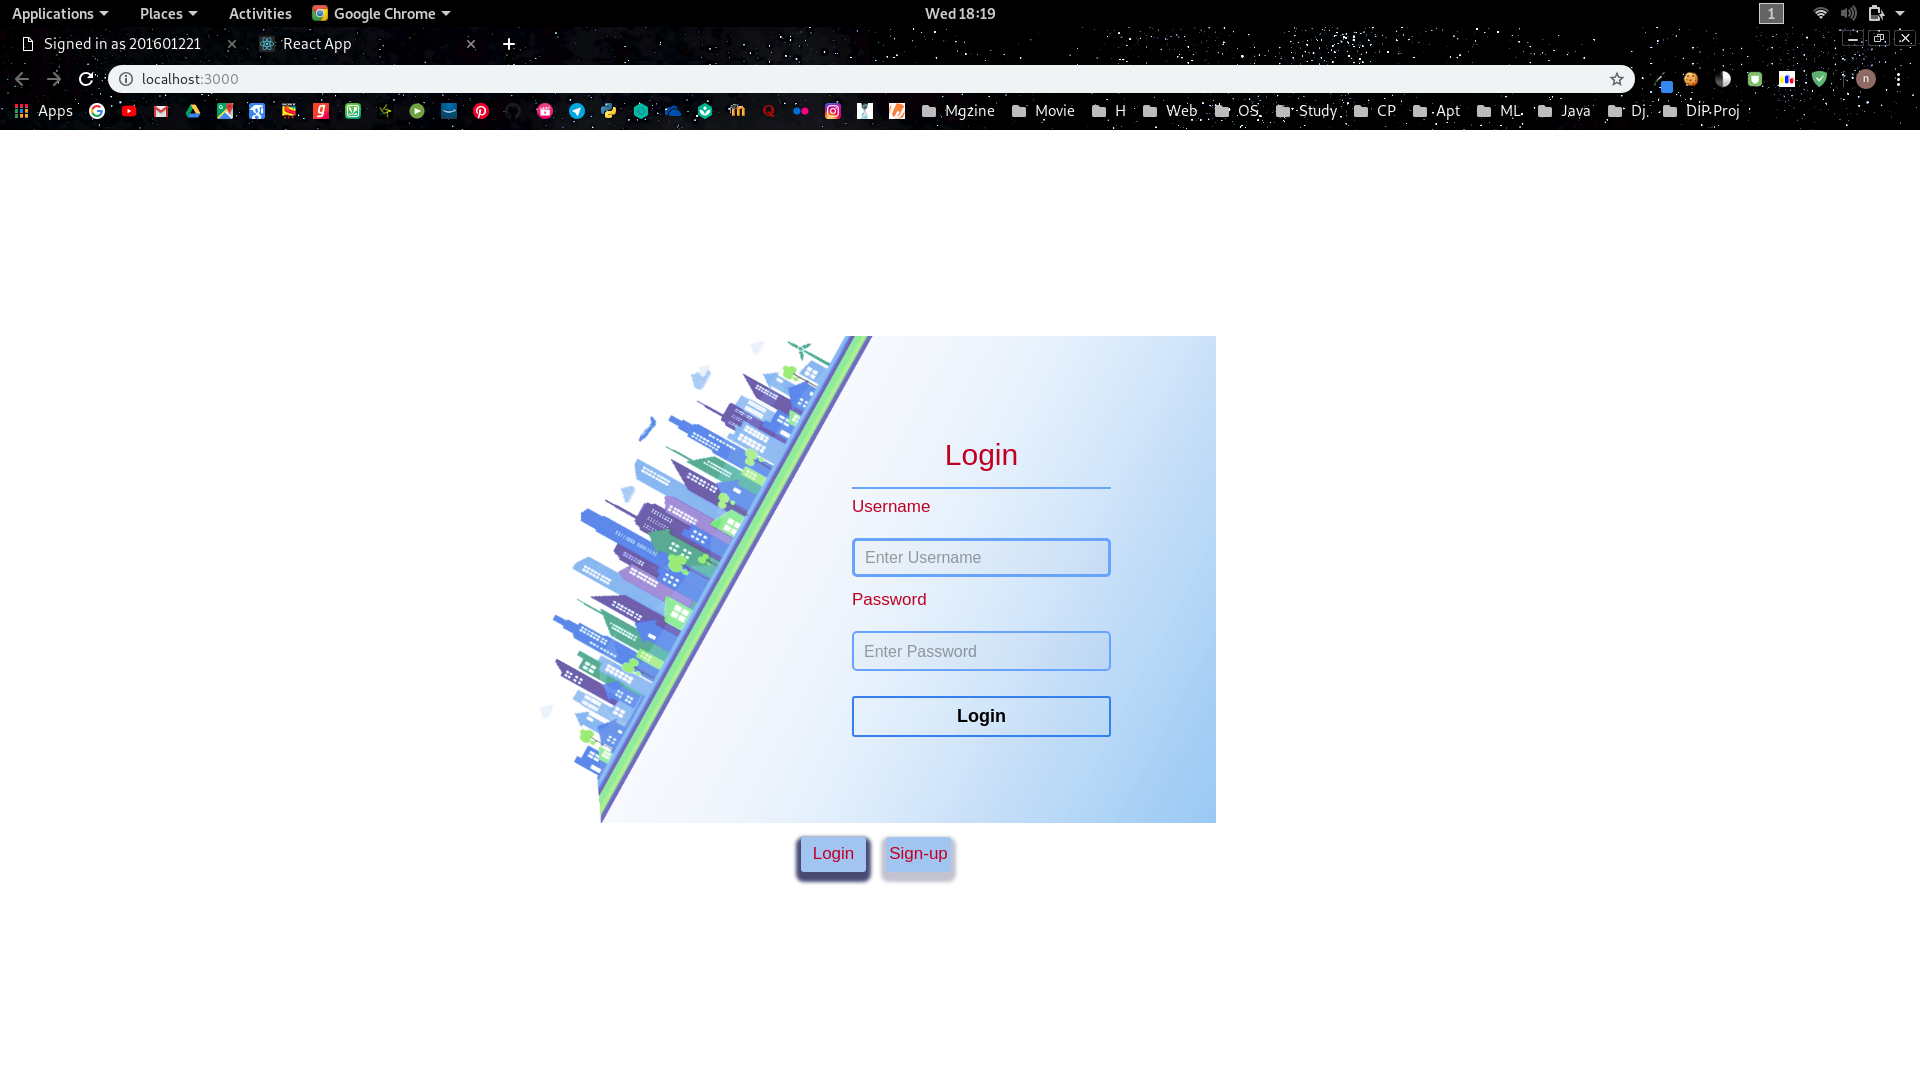 Applications Places Activities Google Chrome Wed 18:19 1
Signed in as 201601221 React App
localhost:3000 n
Apps Mgzine Movie H Web OS Study CP Apt ML Java Dj DIP Proj
Login
Username
Enter Username
Password
Enter Password
Login
Login Sign-up